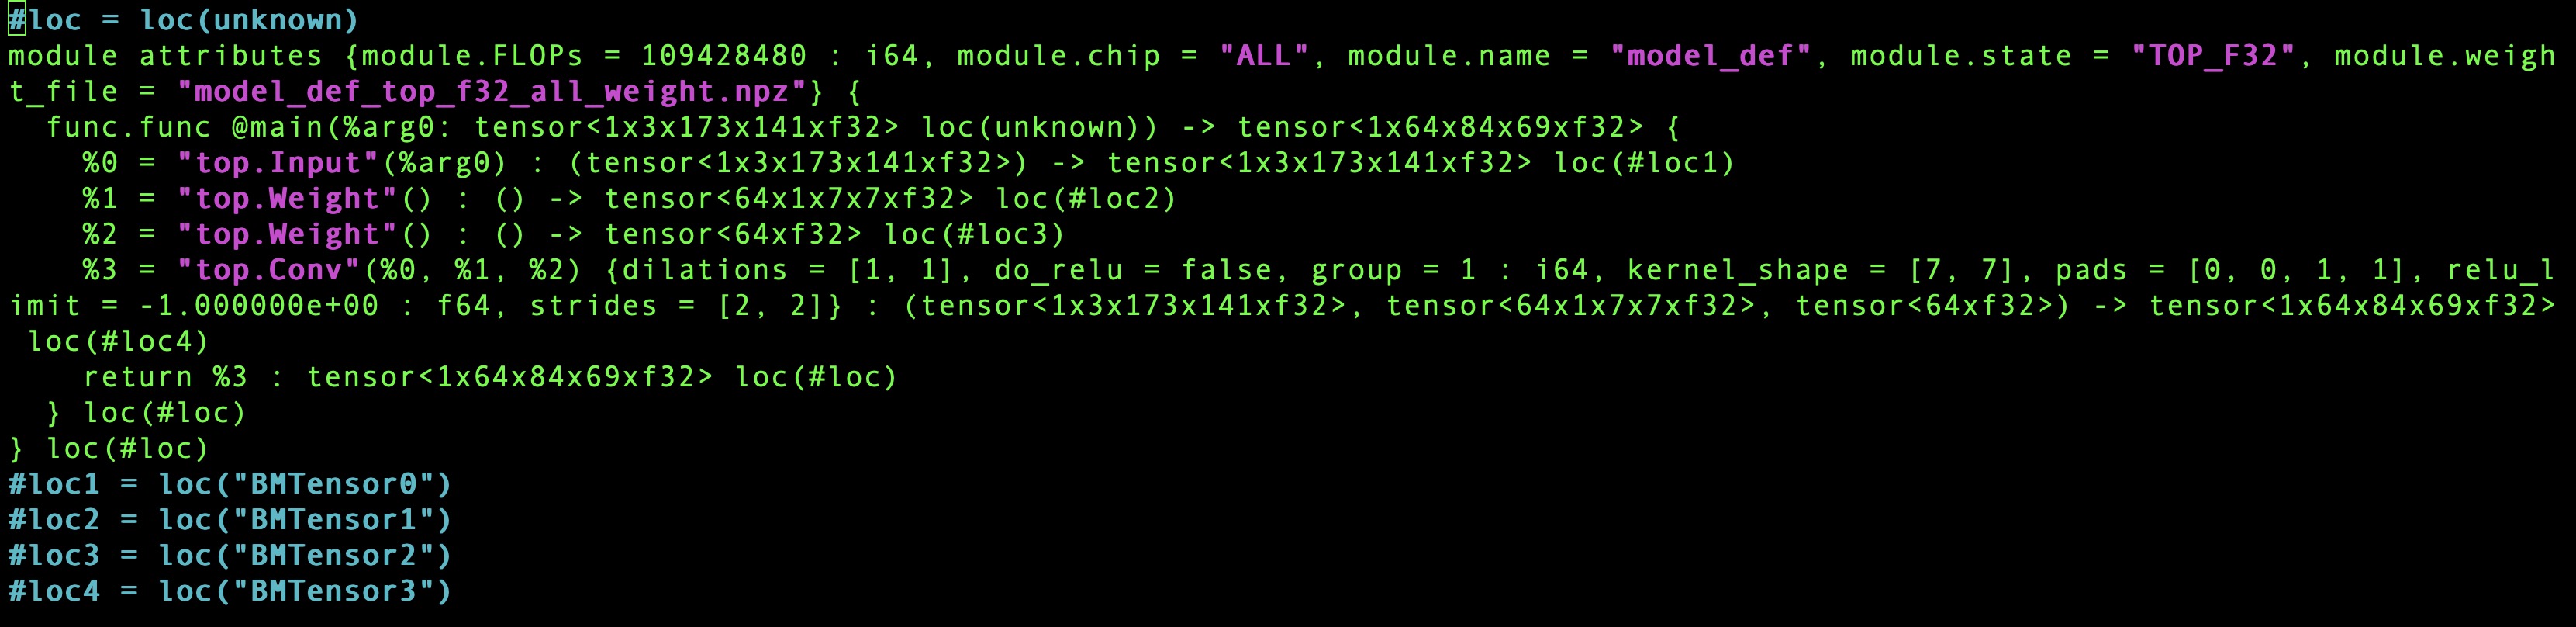 #loc = loc(unknown)
module attributes {module.FLOPs = 109428480 : i64, module.chip = "ALL", module.name = "model_def", module.state = "TOP_F32", module.weigh
t_file = "model_def_top_f32_all_weight.npz"} {
  func.func @main(%arg0: tensor<1x3x173x141xf32> loc(unknown)) -> tensor<1x64x84x69xf32> {
    %0 = "top.Input"(%arg0) : (tensor<1x3x173x141xf32>) -> tensor<1x3x173x141xf32> loc(#loc1)
    %1 = "top.Weight"() : () -> tensor<64x1x7x7xf32> loc(#loc2)
    %2 = "top.Weight"() : () -> tensor<64xf32> loc(#loc3)
    %3 = "top.Conv"(%0, %1, %2) {dilations = [1, 1], do_relu = false, group = 1 : i64, kernel_shape = [7, 7], pads = [0, 0, 1, 1], relu_l
imit = -1.000000e+00 : f64, strides = [2, 2]} : (tensor<1x3x173x141xf32>, tensor<64x1x7x7xf32>, tensor<64xf32>) -> tensor<1x64x84x69xf32>
 loc(#loc4)
    return %3 : tensor<1x64x84x69xf32> loc(#loc)
  } loc(#loc)
} loc(#loc)
#loc1 = loc("BMTensor0")
#loc2 = loc("BMTensor1")
#loc3 = loc("BMTensor2")
#loc4 = loc("BMTensor3")